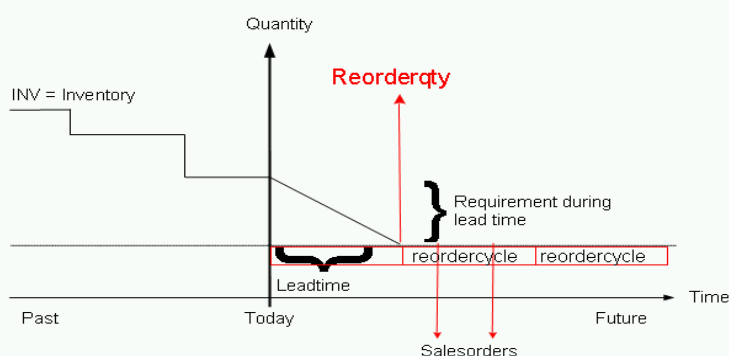 Quantity
Reorderqty
INV = Inventory
Requirement during
lead time
reordercycle
reordercycle
Leadtime
Time
Past
Today
Future
Salesorders